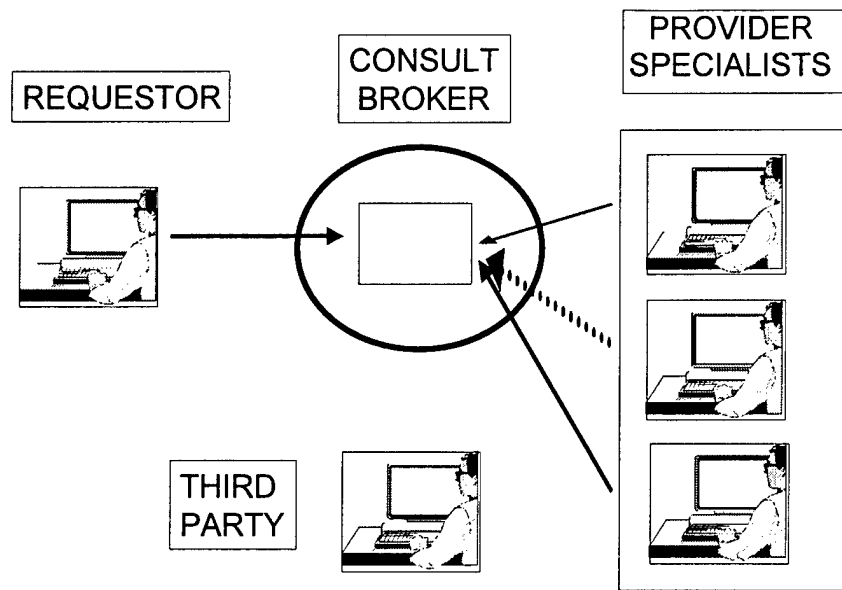 REQUESTOR
CONSULT
BROKER
PROVIDER
SPECIALISTS
THIRD
PARTY